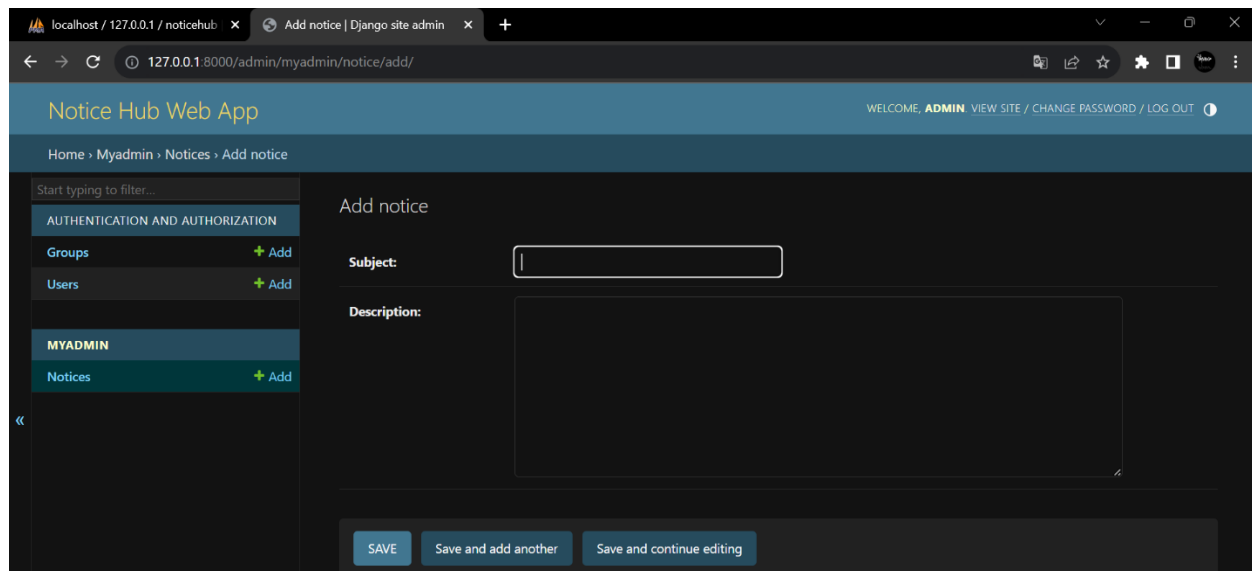 localhost / 127.0.0.1 / noticehub
Add notice | Django site admin
127.0.0.1:8000/admin/myadmin/notice/add/
Notice Hub Web App
WELCOME, ADMIN. VIEW SITE / CHANGE PASSWORD / LOG OUT
Home › Myadmin › Notices › Add notice
Start typing to filter...
AUTHENTICATION AND AUTHORIZATION
Groups + Add
Users + Add
MYADMIN
Notices + Add
«
Add notice
Subject:
Description:
SAVE Save and add another Save and continue editing